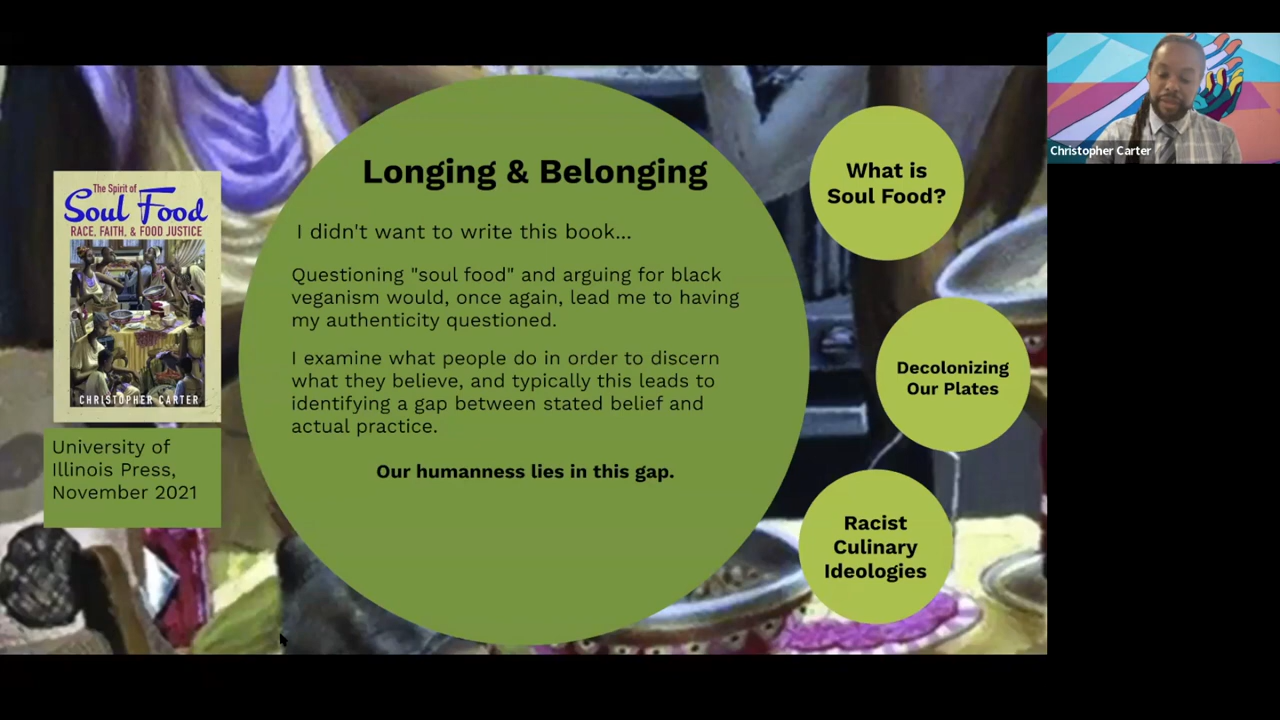 The Spirit of
Soul Food
RACE, FAITH, & FOOD JUSTICE
CHRISTOPHER CARTER
University of
Illinois Press,
November 2021
Longing & Belonging
I didn't want to write this book...
Questioning "soul food" and arguing for black
veganism would, once again, lead me to having
my authenticity questioned.
I examine what people do in order to discern
what they believe, and typically this leads to
identifying a gap between stated belief and
actual practice.
Our humanness lies in this gap.
What is
Soul Food?
Decolonizing
Our Plates
Racist
Culinary
Ideologies
Christopher Carter